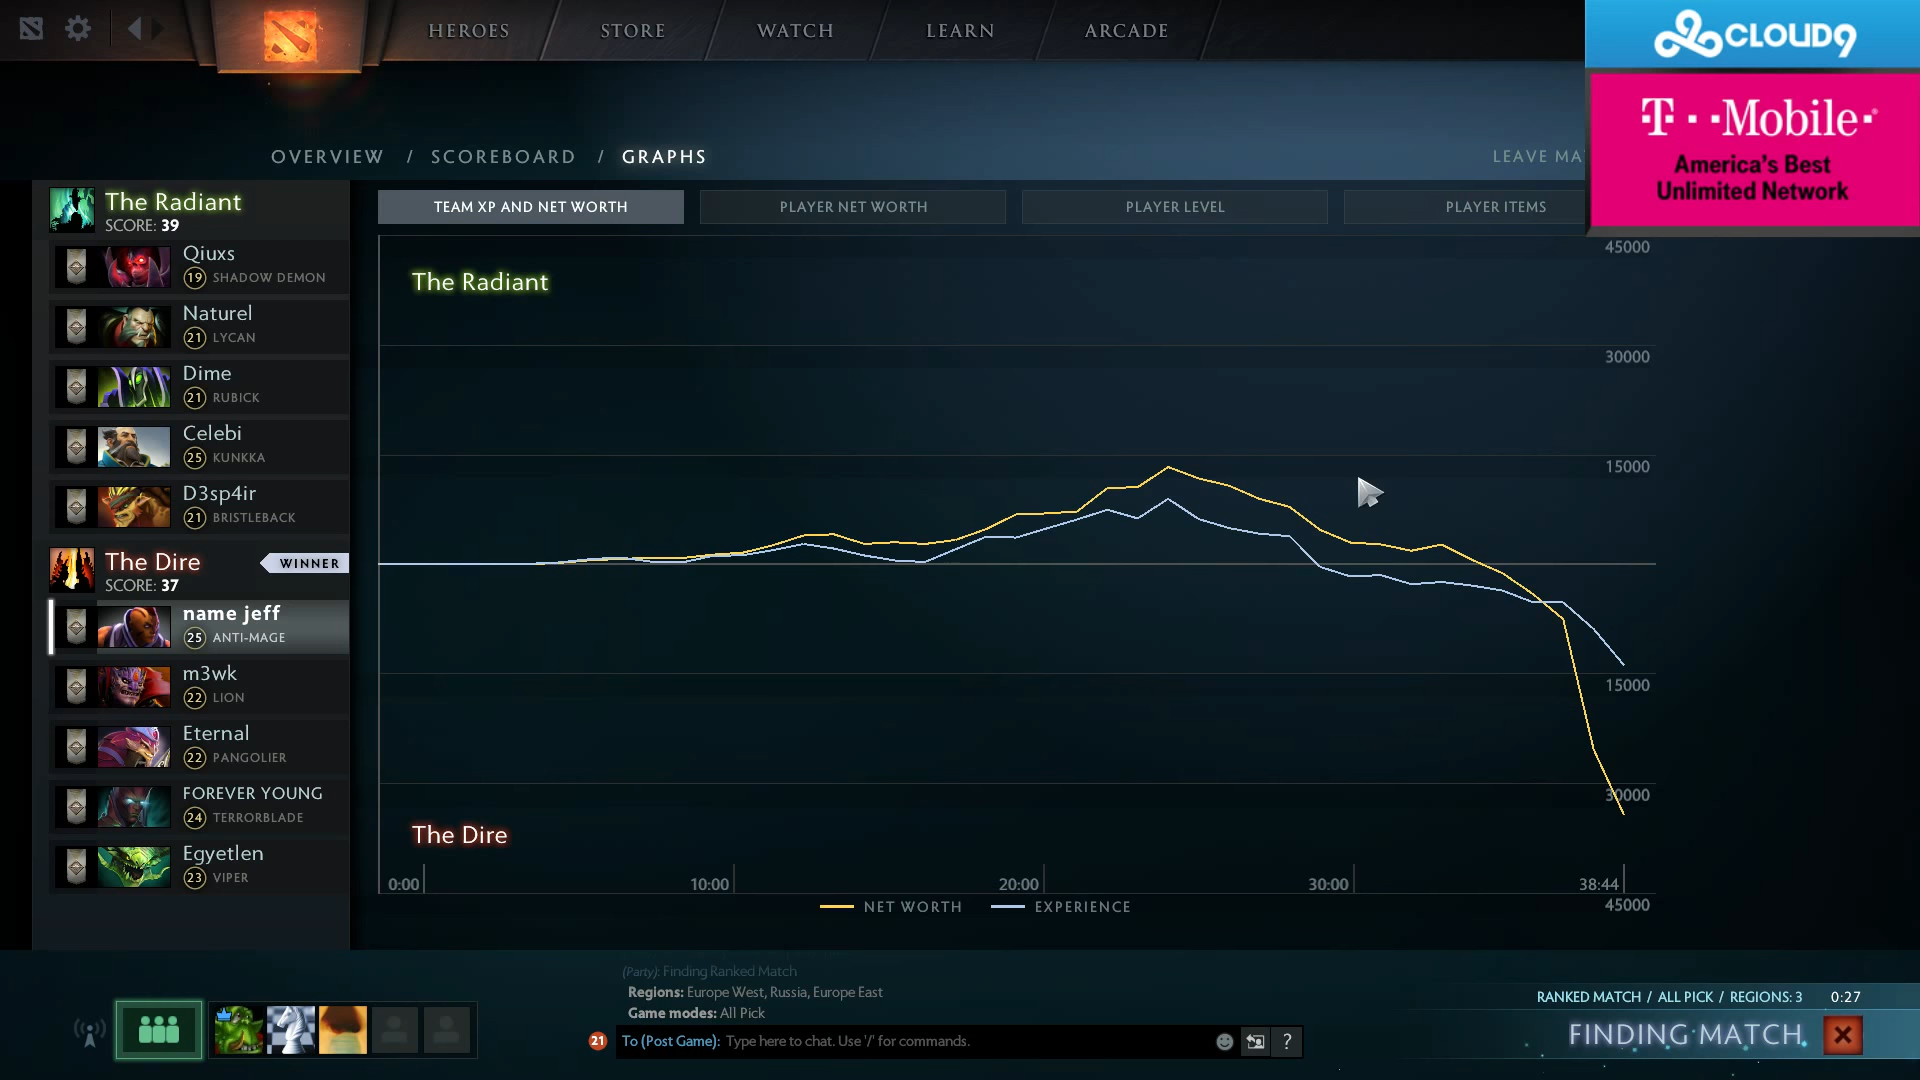 HEROES
STORE
WATCH
LEARN
ARCADE
CLOUD9
T··Mobile·®
America's Best
Unlimited Network
OVERVIEW / SCOREBOARD / GRAPHS
LEAVE MA
The Radiant
SCORE: 39
Qiuxs
19 SHADOW DEMON
Naturel
21 LYCAN
Dime
21 RUBICK
Celebi
25 KUNKKA
D3sp4ir
21 BRISTLEBACK
The Dire
WINNER
SCORE: 37
name jeff
25 ANTI-MAGE
m3wk
22 LION
Eternal
22 PANGOLIER
FOREVER YOUNG
24 TERRORBLADE
Egyetlen
23 VIPER
TEAM XP AND NET WORTH
PLAYER NET WORTH
PLAYER LEVEL
PLAYER ITEMS
45000
The Radiant
30000
15000
15000
30000
The Dire
0:00
10:00
20:00
30:00
38:44
45000
NET WORTH
EXPERIENCE
(Party): Finding Ranked Match
Regions: Europe West, Russia, Europe East
Game modes: All Pick
21
To (Post Game): Type here to chat. Use '/' for commands.
?
RANKED MATCH / ALL PICK / REGIONS: 3 0:27
FINDING MATCH